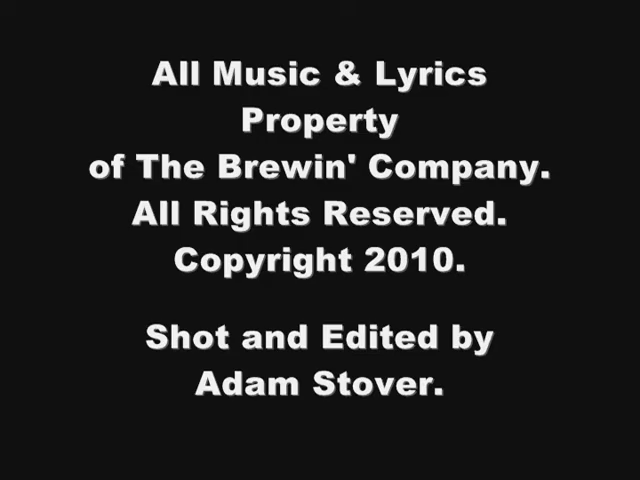 All Music & Lyrics
Property
of The Brewin' Company.
All Rights Reserved.
Copyright 2010.
Shot and Edited by
Adam Stover.